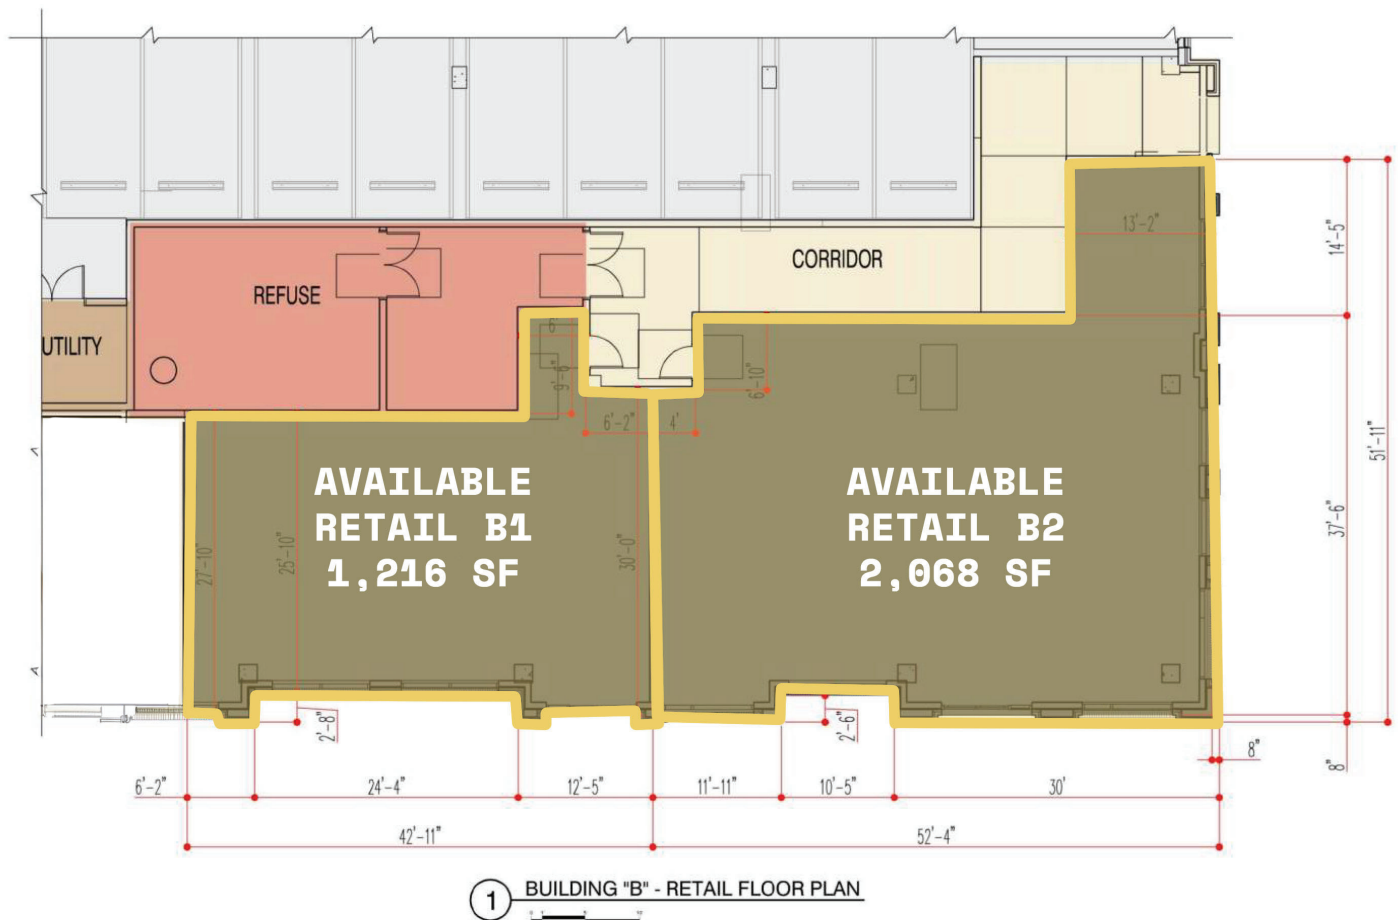 13'-2"
14'-5"
CORRIDOR
REFUSE
UTILITY
6'
9'-6"
6'-10"
6'-2"
4'
51'-11"
37'-6"
AVAILABLE
RETAIL B1
1,216 SF
AVAILABLE
RETAIL B2
2,068 SF
27'-10"
25'-10"
30'-0"
2'-8"
2'-6"
8"
8"
6'-2"
24'-4"
12'-5"
11'-11"
10'-5"
30'
42'-11"
52'-4"
1
BUILDING "B" - RETAIL FLOOR PLAN